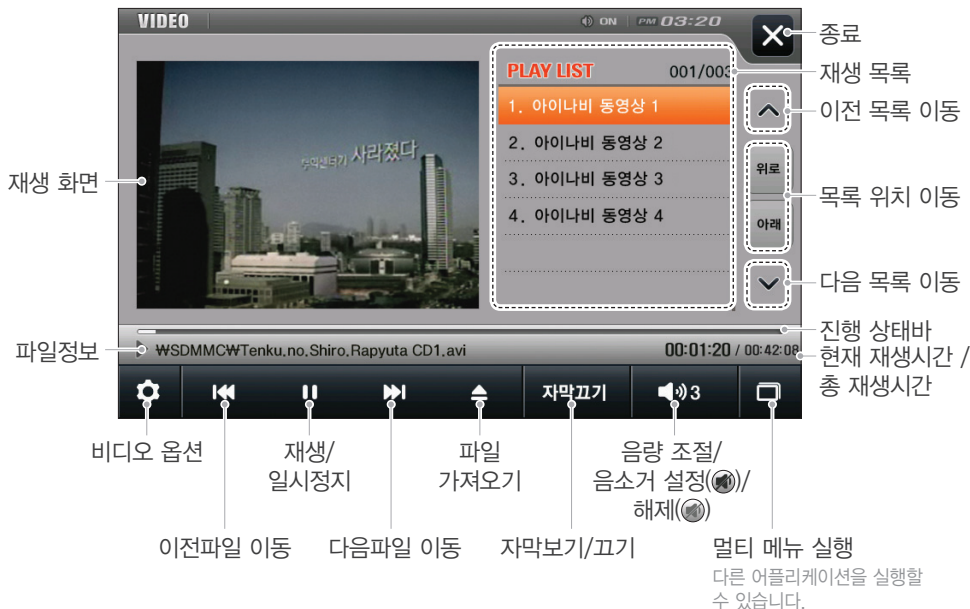 VIDEO
ON PM 03:20
종료
PLAY LIST 001/003
재생 목록
1. 아이나비 동영상 1
이전 목록 이동
2. 아이나비 동영상 2
사라졌다
재생 화면
3. 아이나비 동영상 3
위로
목록 위치 이동
4. 아이나비 동영상 4
아래
다음 목록 이동
진행 상태바
파일정보
₩SDMMC₩Tenku.no.Shiro.Rapyuta CD1.avi
00:01:20 / 00:42:08
현재 재생시간 /
총 재생시간
자막끄기
3
비디오 옵션
재생/
일시정지
파일
가져오기
음량 조절/
음소거 설정( )/
해제( )
이전파일 이동
다음파일 이동
자막보기/끄기
멀티 메뉴 실행
다른 어플리케이션을 실행할
수 있습니다.